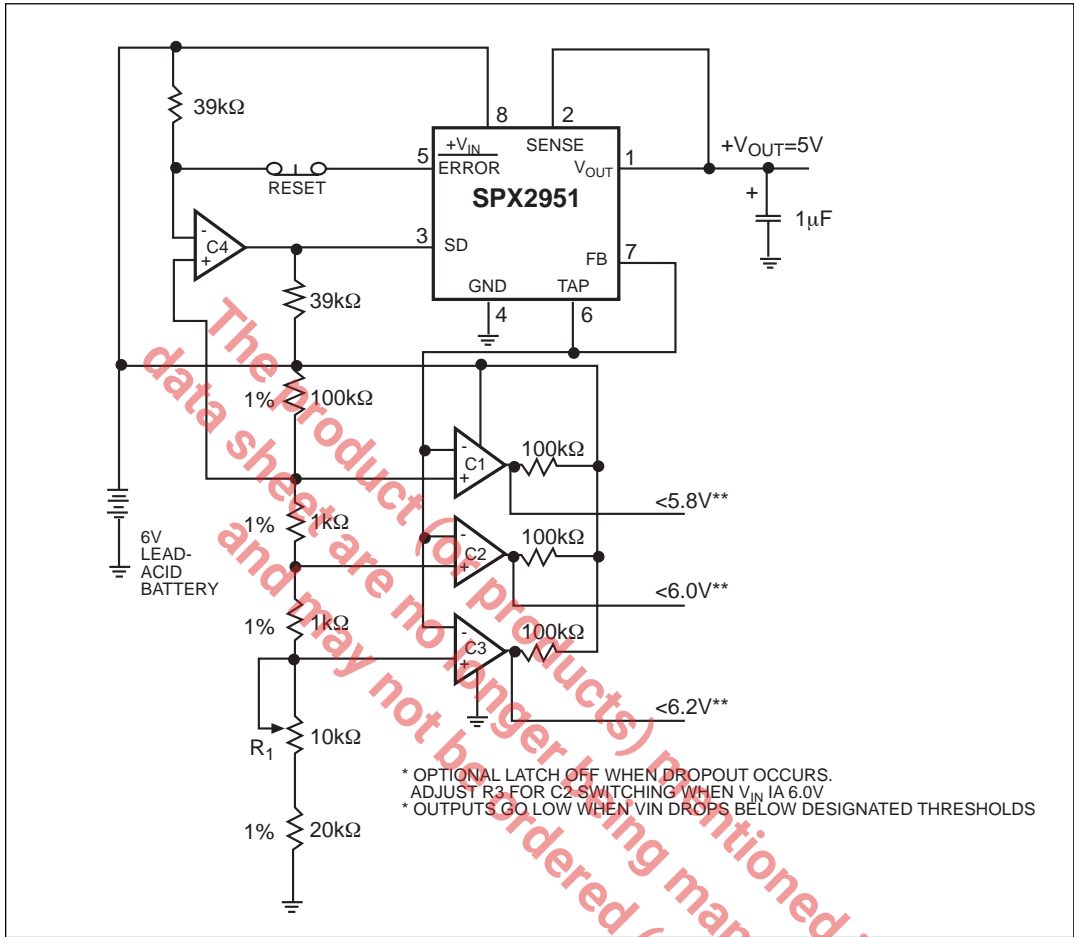 39kΩ
8
2
+VIN
SENSE
5
ERROR
VOUT
1
+VOUT=5V
RESET
SPX2951
+
1µF
-
C4
+
3
SD
FB
7
GND
TAP
39kΩ
4
6
1%
100kΩ
-
C1
+
100kΩ
<5.8V**
1%
1kΩ
6V
LEAD-
ACID
BATTERY
-
C2
+
100kΩ
<6.0V**
1%
1kΩ
-
C3
+
100kΩ
<6.2V**
R1
10kΩ
* OPTIONAL LATCH OFF WHEN DROPOUT OCCURS.
ADJUST R3 FOR C2 SWITCHING WHEN VIN IA 6.0V
* OUTPUTS GO LOW WHEN VIN DROPS BELOW DESIGNATED THRESHOLDS
1%
20kΩ
The product (or products) mentioned
data sheet are no longer being man
and may not be ordered (